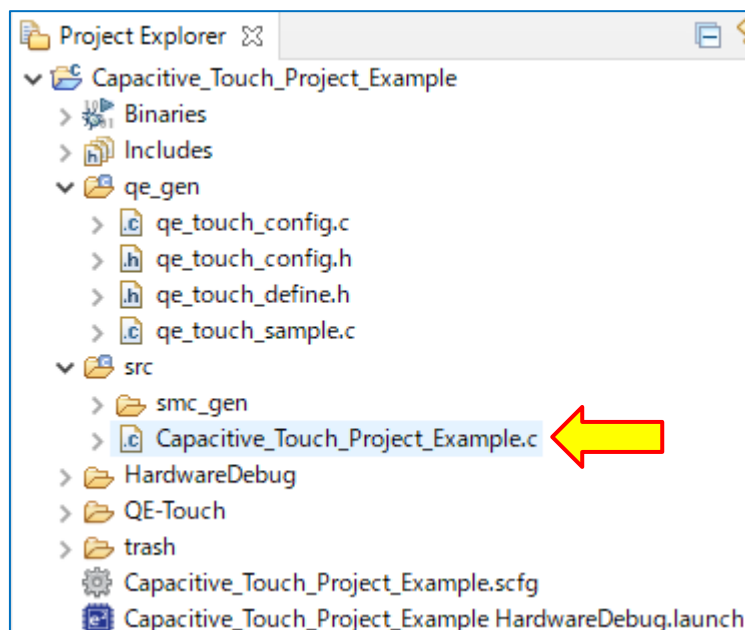 Project Explorer
Capacitive_Touch_Project_Example
Binaries
Includes
qe_gen
.c qe_touch_config.c
.h qe_touch_config.h
.h qe_touch_define.h
.c qe_touch_sample.c
src
smc_gen
.c Capacitive_Touch_Project_Example.c
HardwareDebug
QE-Touch
trash
Capacitive_Touch_Project_Example.scfg
Capacitive_Touch_Project_Example HardwareDebug.launch